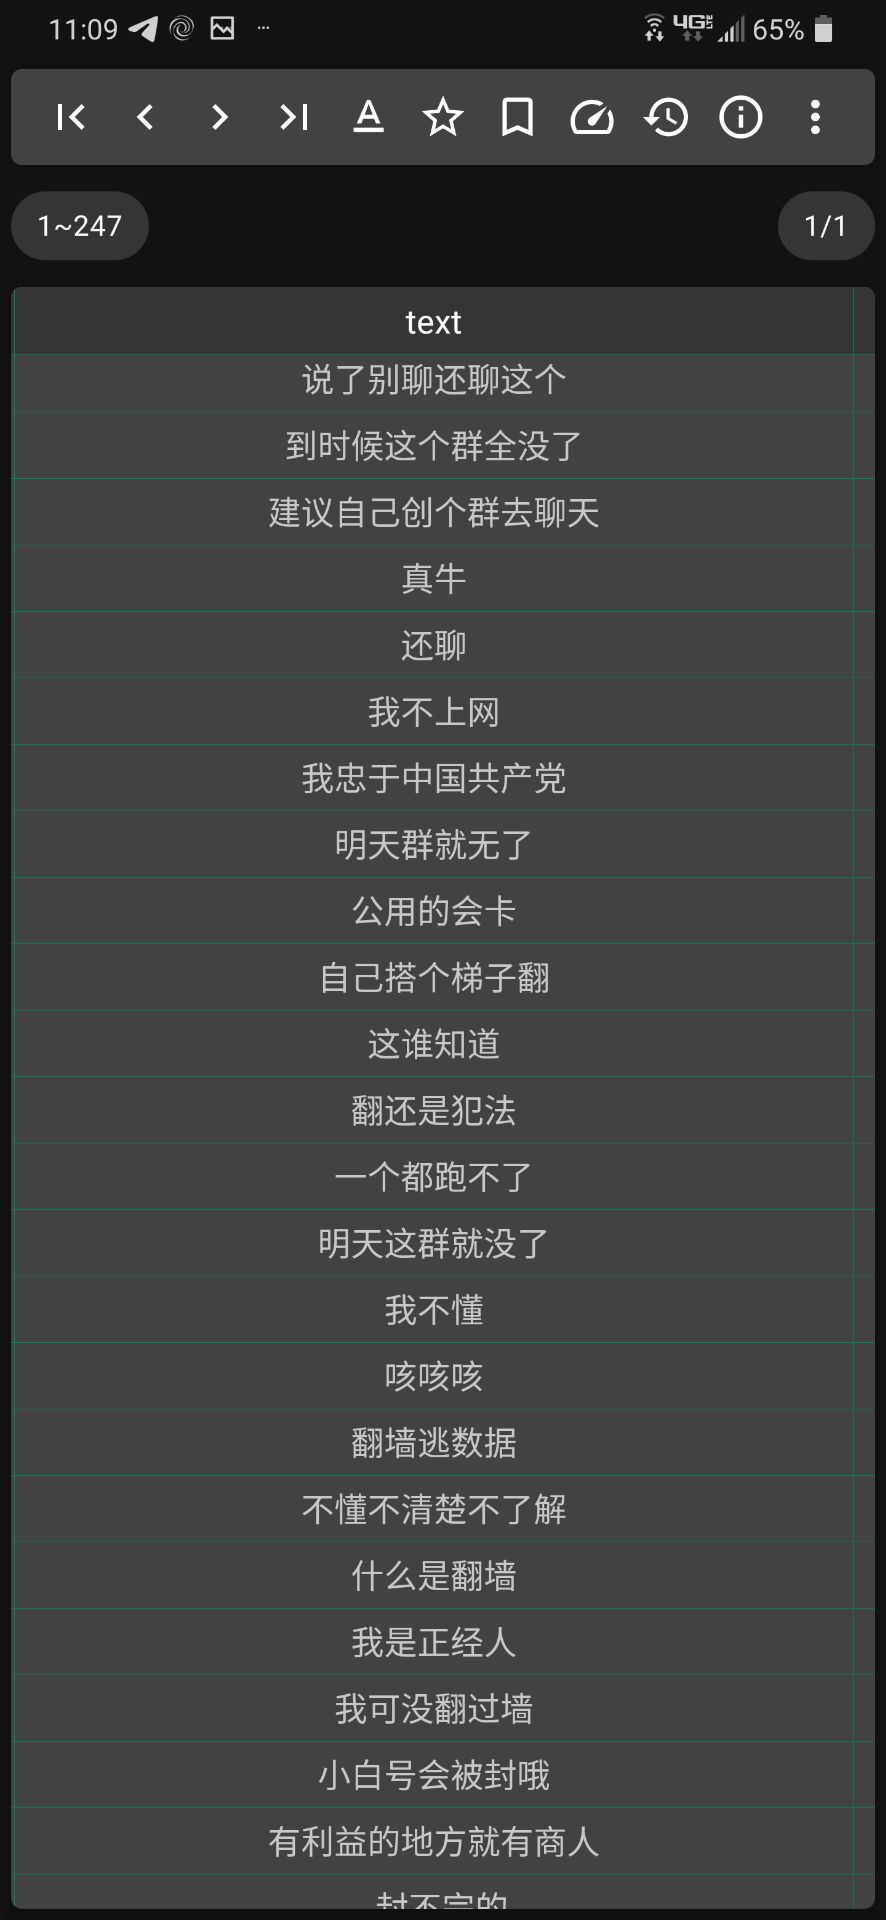 11:09
4G LTE 65%
1~247
1/1
text
说了别聊还聊这个
到时候这个群全没了
建议自己创个群去聊天
真牛
还聊
我不上网
我忠于中国共产党
明天群就无了
公用的会卡
自己搭个梯子翻
这谁知道
翻还是犯法
一个都跑不了
明天这群就没了
我不懂
咳咳咳
翻墙逃数据
不懂不清楚不了解
什么是翻墙
我是正经人
我可没翻过墙
小白号会被封哦
有利益的地方就有商人
封不完的